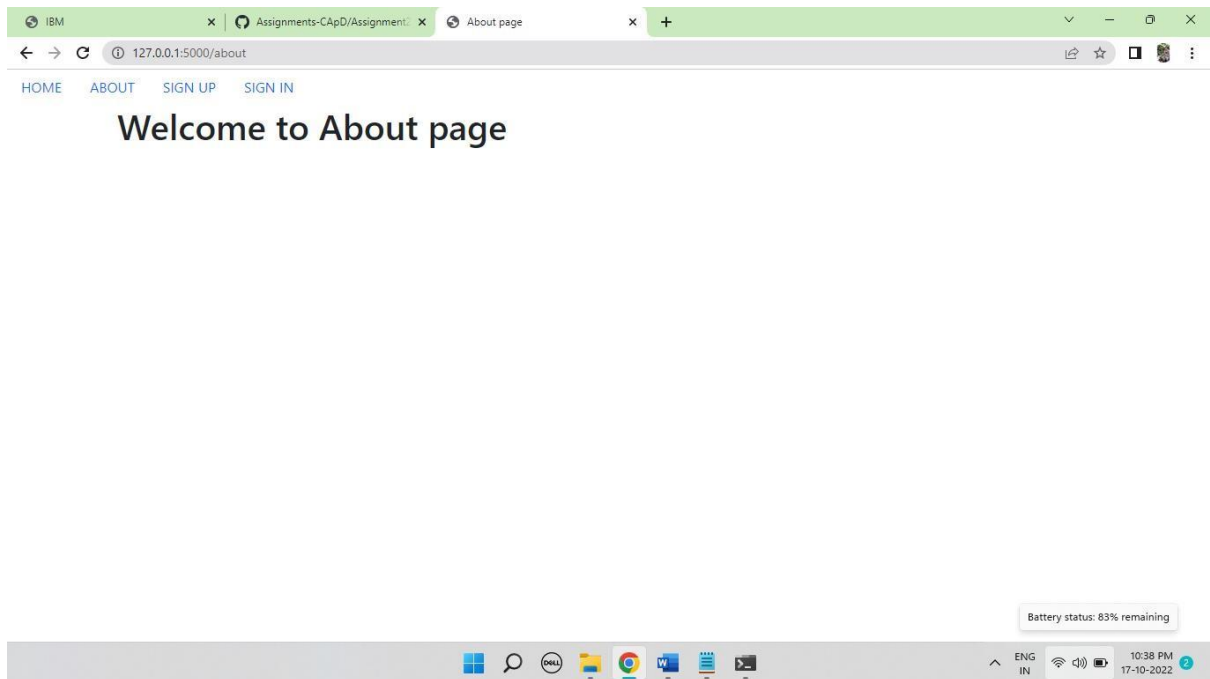 IBM Assignments-CApD/Assignment2 About page
127.0.0.1:5000/about
HOME ABOUT SIGN UP SIGN IN
Welcome to About page
Battery status: 83% remaining
DELL
W
ENG 10:38 PM
IN 17-10-2022 2